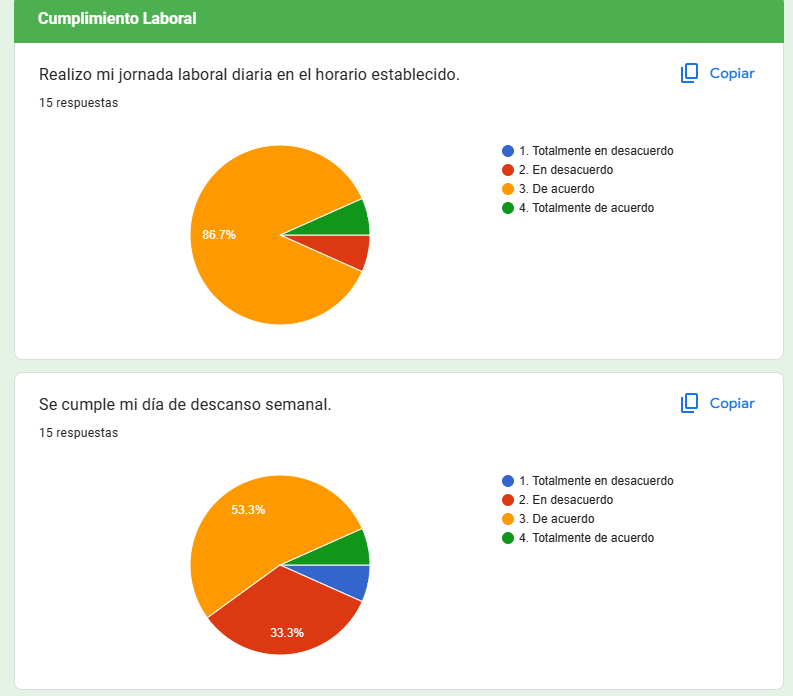 Cumplimiento Laboral
Realizo mi jornada laboral diaria en el horario establecido.
Copiar
15 respuestas
1. Totalmente en desacuerdo
2. En desacuerdo
3. De acuerdo
4. Totalmente de acuerdo
86.7%
Se cumple mi día de descanso semanal.
Copiar
15 respuestas
1. Totalmente en desacuerdo
2. En desacuerdo
3. De acuerdo
4. Totalmente de acuerdo
53.3%
33.3%